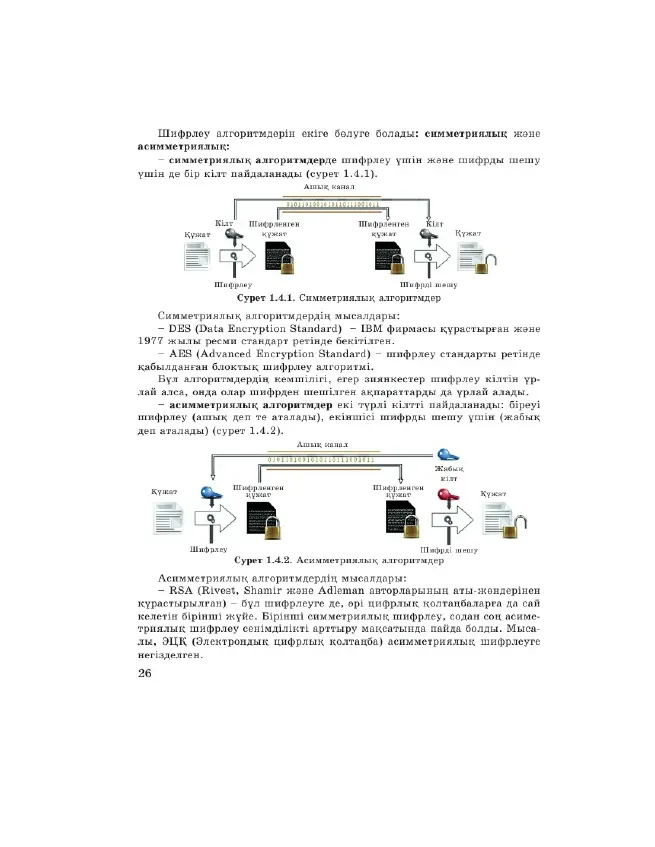 Шифрлеу алгоритмдерін екіге бөлуге болады: симметриялық және
асимметриялық:
– симметриялық алгоритмдерде шифрлеу үшін және шифрды шешу
үшін де бір кілт пайдаланады (сурет 1.4.1).
Ашық канал
0101101001010110111001011
Кілт Шифрленген Шифрленген Кілт
Құжат құжат құжат Құжат
Шифрлеу Шифрді шешу
Сурет 1.4.1. Симметриялық алгоритмдер
Симметриялық алгоритмдердің мысалдары:
– DES (Data Encryption Standard) – IBM фирмасы құрастырған және
1977 жылы ресми стандарт ретінде бекітілген.
– AES (Advanced Encryption Standard) – шифрлеу стандарты ретінде
қабылданған блоктық шифрлеу алгоритмі.
Бұл алгоритмдердің кемшілігі, егер зиянкестер шифрлеу кілтін ұр-
лай алса, онда олар шифрден шешілген ақпараттарды да ұрлай алады.
– асимметриялық алгоритмдер екі түрлі кілтті пайдаланады: біреуі
шифрлеу (ашық деп те аталады), екіншісі шифрды шешу үшін (жабық
деп аталады) (сурет 1.4.2).
Ашық канал
0101101001010110111001011
Жабық
кілт
Құжат Шифрленген Шифрленген Құжат
құжат құжат
Шифрлеу Шифрді шешу
Сурет 1.4.2. Асимметриялық алгоритмдер
Асимметриялық алгоритмдердің мысалдары:
– RSA (Rivest, Shamir және Adleman авторларының аты-жөндерінен
құрастырылған) – бұл шифрлеуге де, әрі цифрлық қолтаңбаларға да сай
келетін бірінші жүйе. Бірінші симметриялық шифрлеу, содан соң асиме-
триялық шифрлеу сенімділікті арттыру мақсатында пайда болды. Мыса-
лы, ЭЦҚ (Электрондық цифрлық қолтаңба) асимметриялық шифрлеуге
негізделген.
26